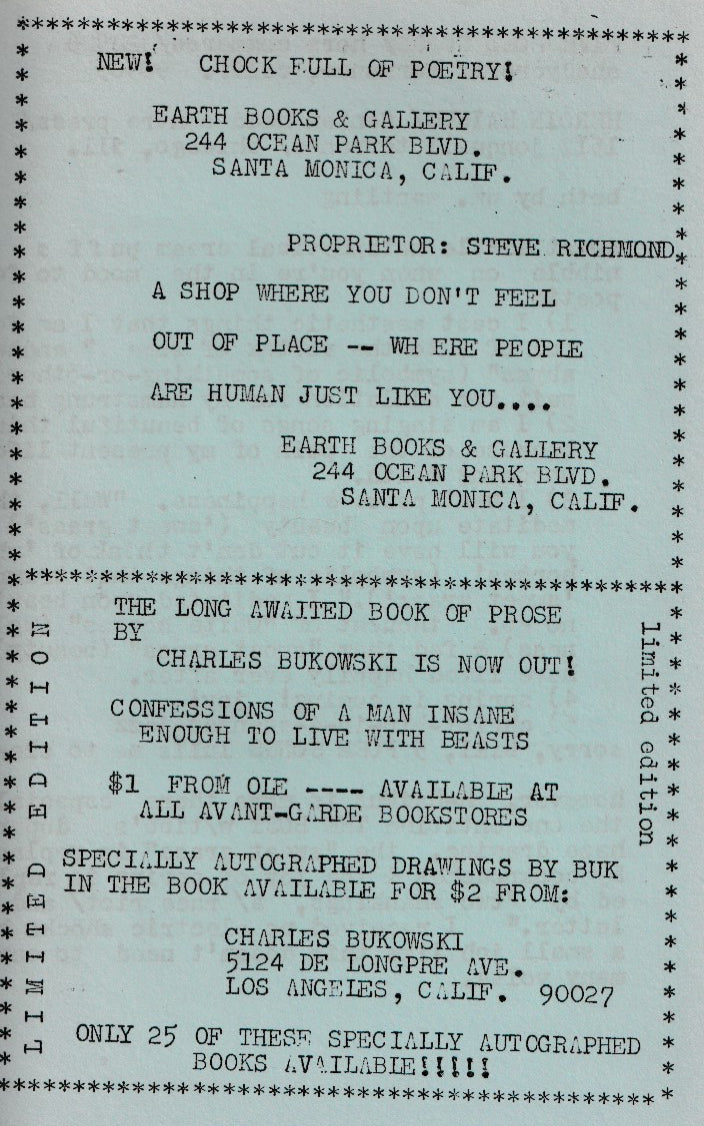 ********************************************
NEW! CHOCK FULL OF POETRY!
EARTH BOOKS & GALLERY
244 OCEAN PARK BLVD.
SANTA MONICA, CALIF.
PROPRIETOR: STEVE RICHMOND
A SHOP WHERE YOU DON'T FEEL
OUT OF PLACE -- WH ERE PEOPLE
ARE HUMAN JUST LIKE YOU....
EARTH BOOKS & GALLERY
244 OCEAN PARK BLVD.
SANTA MONICA, CALIF.
********************************************
THE LONG AWAITED BOOK OF PROSE
BY
CHARLES BUKOWSKI IS NOW OUT!
CONFESSIONS OF A MAN INSANE
ENOUGH TO LIVE WITH BEASTS
$1 FROM OLE ---- AVAILABLE AT
ALL AVANT-GARDE BOOKSTORES
SPECIALLY AUTOGRAPHED DRAWINGS BY BUK
IN THE BOOK AVAILABLE FOR $2 FROM:
CHARLES BUKOWSKI
5124 DE LONGPRE AVE.
LOS ANGELES, CALIF. 90027
ONLY 25 OF THESE SPECIALLY AUTOGRAPHED
BOOKS AVAILABLE!!!!!
********************************************
LIMITED EDITION
limited edition